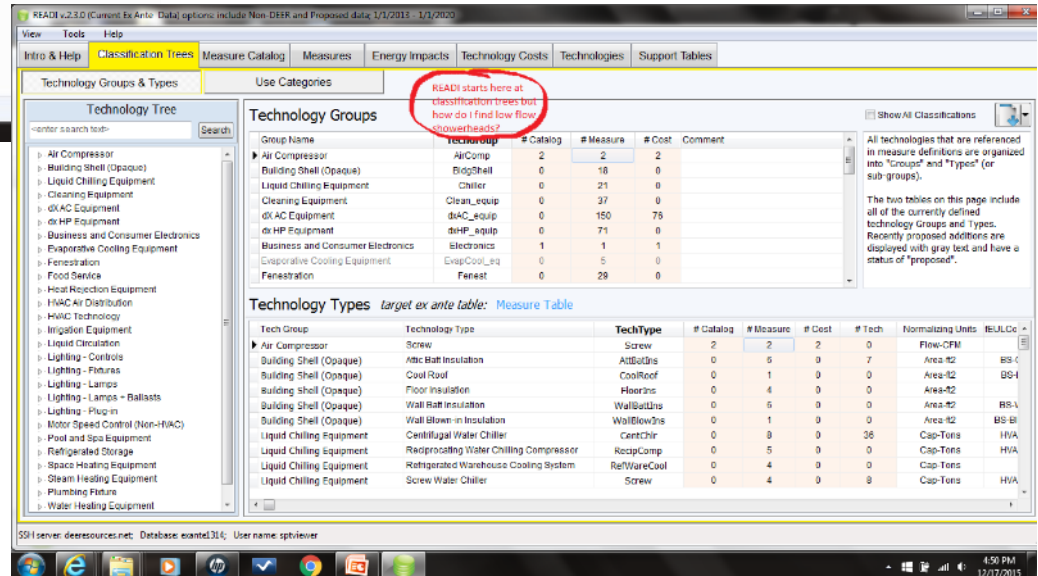 READI v.2.3.0 (Current Ex Ante Data) options include Non-DEER and Proposed data; 1/1/2013 - 1/1/2020
View Tools Help
Intro & Help Classification Trees Measure Catalog Measures Energy Impacts Technology Costs Technologies Support Tables
Technology Groups & Types Use Categories
READI starts here at
classification trees but
how do I find low flow
showerheads?
Technology Tree
<enter search text> Search
Air Compressor
Building Shell (Opaque)
Liquid Chilling Equipment
Cleaning Equipment
dX AC Equipment
dx HP Equipment
Business and Consumer Electronics
Evaporative Cooling Equipment
Fenestration
Food Service
Heat Rejection Equipment
HVAC Air Distribution
HVAC Technology
Irrigation Equipment
Liquid Circulation
Lighting - Controls
Lighting - Fixtures
Lighting - Lamps
Lighting - Lamps + Ballasts
Lighting - Plug-in
Motor Speed Control (Non-HVAC)
Pool and Spa Equipment
Refrigerated Storage
Space Heating Equipment
Steam Heating Equipment
Plumbing Fixture
Water Heating Equipment
Technology Groups
Show All Classifications
Group Name TechGroup # Catalog # Measure # Cost Comment
Air Compressor AirComp 2 2 2
Building Shell (Opaque) BldgShell 0 18 0
Liquid Chilling Equipment Chiller 0 21 0
Cleaning Equipment Clean_equip 0 37 0
dX AC Equipment dxAC_equip 0 150 76
dx HP Equipment dxHP_equip 0 71 0
Business and Consumer Electronics Electronics 1 1 1
Evaporative Cooling Equipment EvapCool_eq 0 5 0
Fenestration Fenest 0 29 0
All technologies that are referenced
in measure definitions are organized
into "Groups" and "Types" (or
sub-groups).
The two tables on this page include
all of the currently defined
technology Groups and Types.
Recently proposed additions are
displayed with gray text and have a
status of "proposed".
Technology Types target ex ante table: Measure Table
Tech Group Technology Type TechType # Catalog # Measure # Cost # Tech Normalizing Units
Air Compressor Screw Screw 2 2 2 0 Flow-CFM
Building Shell (Opaque) Attic Batt Insulation AttBatIns 0 6 0 7 Area-ft2
Building Shell (Opaque) Cool Roof CoolRoof 0 1 0 0 Area-ft2
Building Shell (Opaque) Floor Insulation FloorIns 0 4 0 0 Area-ft2
Building Shell (Opaque) Wall Batt Insulation WallBattIns 0 6 0 0 Area-ft2
Building Shell (Opaque) Wall Blown-in Insulation WallBlowIns 0 1 0 0 Area-ft2 BS-Bl
Liquid Chilling Equipment Centrifugal Water Chiller CentChlr 0 8 0 36 Cap-Tons HVA
Liquid Chilling Equipment Reciprocating Water Chilling Compressor RecipComp 0 5 0 0 Cap-Tons HVA
Liquid Chilling Equipment Refrigerated Warehouse Cooling System RefWareCool 0 4 0 0 Cap-Tons
Liquid Chilling Equipment Screw Water Chiller Screw 0 4 0 8 Cap-Tons HVA
SSH server: deeresources.net; Database: exante1314; User name: sptviewer
4:50 PM
12/17/2015